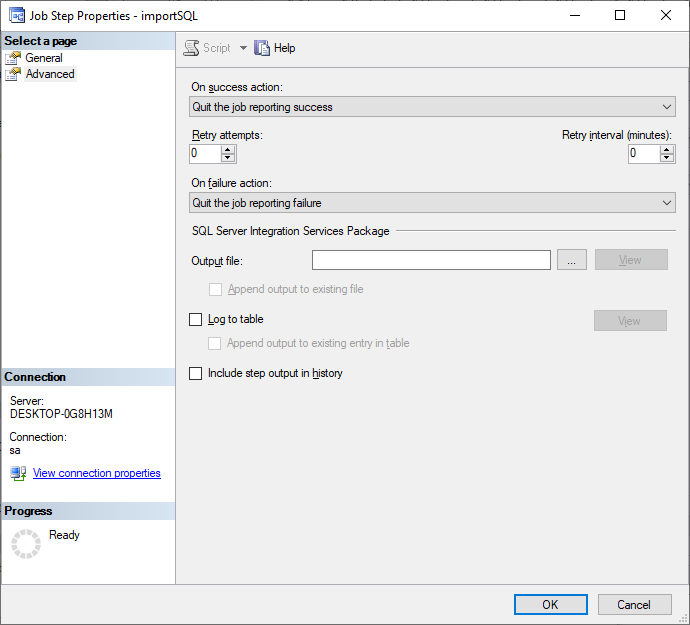 Job Step Properties - importSQL
Select a page
General
Advanced
Script
Help
On success action:
Quit the job reporting success
Retry attempts:
Retry interval (minutes):
0
0
On failure action:
Quit the job reporting failure
SQL Server Integration Services Package
Output file:
...
View
Append output to existing file
Log to table
View
Append output to existing entry in table
Include step output in history
Connection
Server:
DESKTOP-0G8H13M
Connection:
sa
View connection properties
Progress
Ready
OK
Cancel